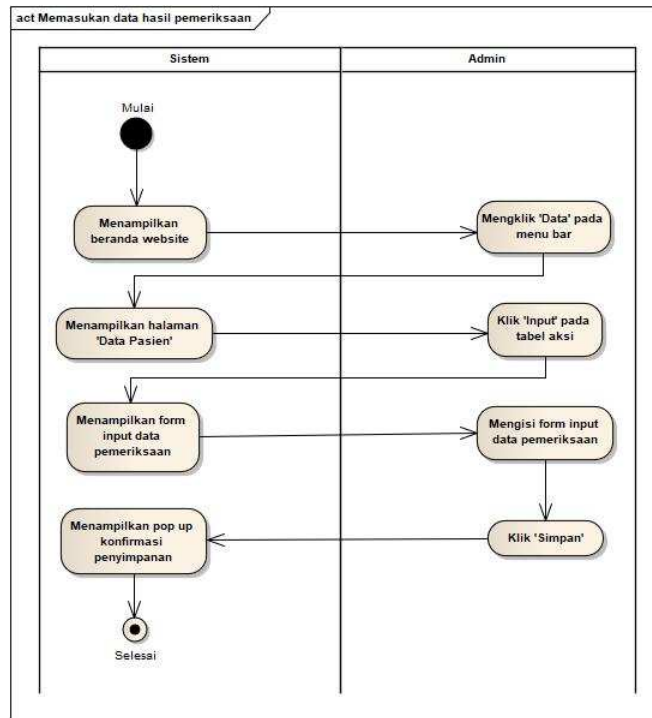 act Memasukan data hasil pemeriksaan
Sistem
Admin
Mulai
Menampilkan
beranda website
Mengklik 'Data' pada
menu bar
Menampilkan halaman
'Data Pasien'
Klik 'Input' pada
tabel aksi
Menampilkan form
input data
pemeriksaan
Mengisi form input
data pemeriksaan
Klik 'Simpan'
Menampilkan pop up
konfirmasi
penyimpanan
Selesai